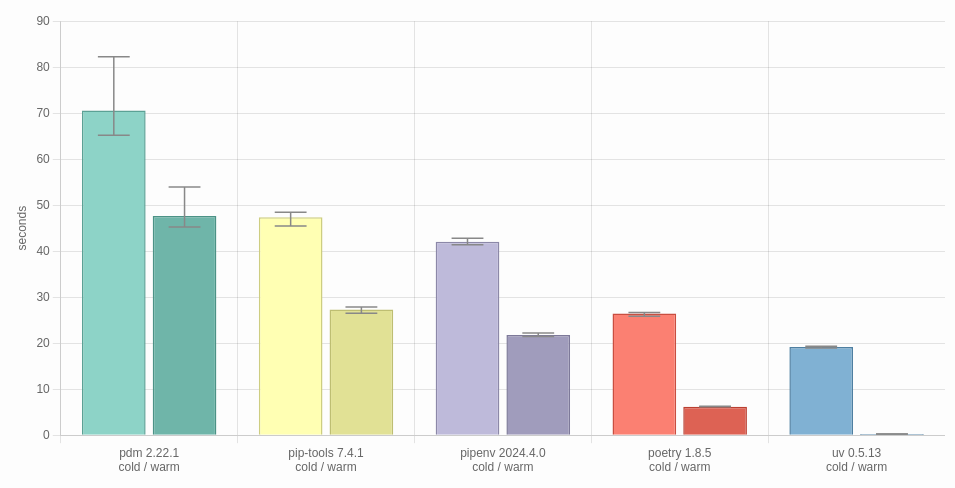 90
80
70
60
50
40
30
20
10
0
seconds
pdm 2.22.1
cold / warm
pip-tools 7.4.1
cold / warm
pipenv 2024.4.0
cold / warm
poetry 1.8.5
cold / warm
uv 0.5.13
cold / warm